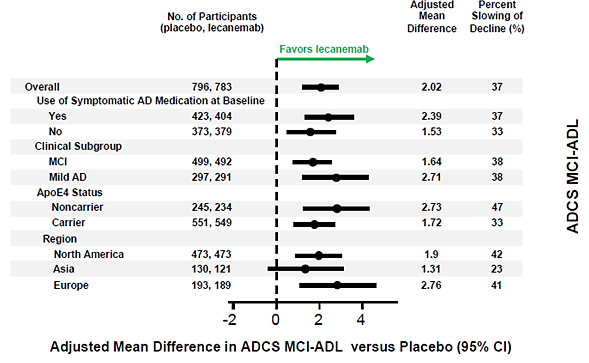 No. of Participants
(placebo, lecanemab)
Adjusted
Mean
Difference
Percent
Slowing of
Decline (%)
Favors lecanemab
Overall 796, 783 2.02 37
Use of Symptomatic AD Medication at Baseline
Yes 423, 404 2.39 37
No 373, 379 1.53 33
Clinical Subgroup
MCI 499, 492 1.64 38
Mild AD 297, 291 2.71 38
ApoE4 Status
Noncarrier 245, 234 2.73 47
Carrier 551, 549 1.72 33
Region
North America 473, 473 1.9 42
Asia 130, 121 1.31 23
Europe 193, 189 2.76 41
-2 0 2 4
Adjusted Mean Difference in ADCS MCI-ADL versus Placebo (95% CI)
ADCS MCI-ADL